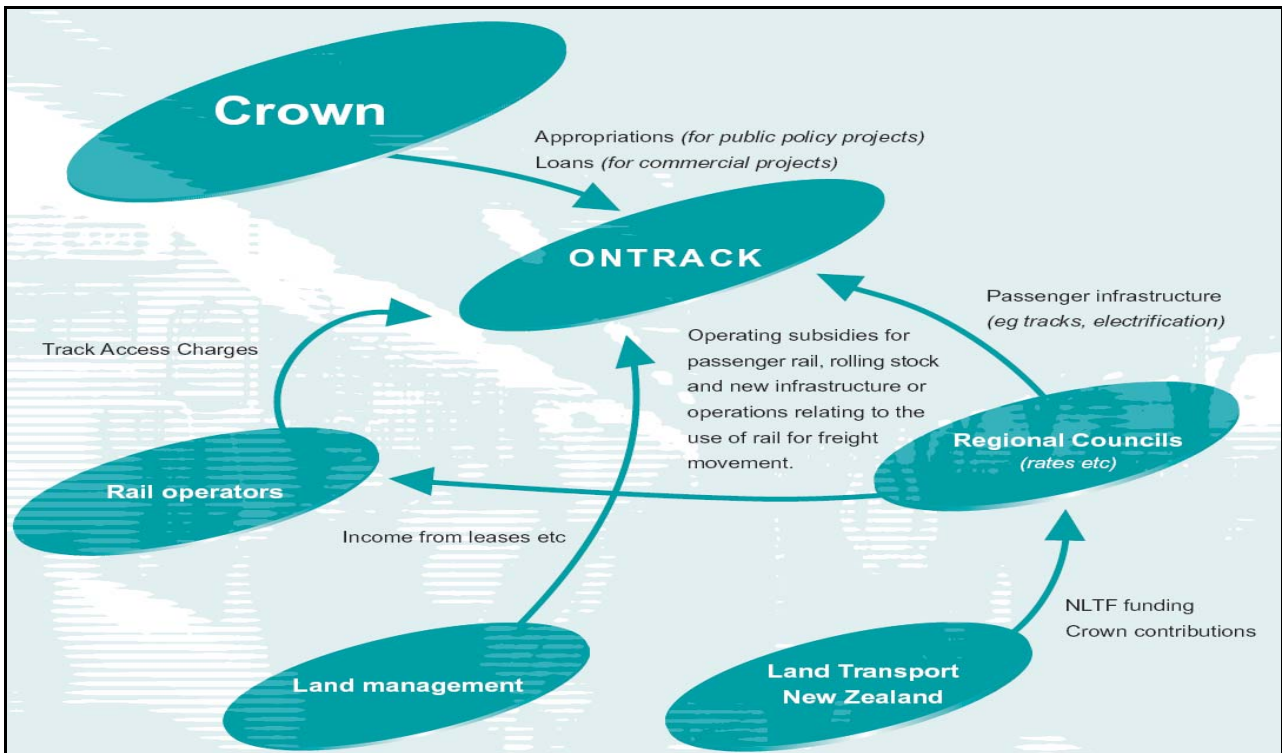 Crown
Appropriations (for public policy projects)
Loans (for commercial projects)
ONTRACK
Passenger infrastructure
(eg tracks, electrification)
Track Access Charges
Operating subsidies for
passenger rail, rolling stock
and new infrastructure or
operations relating to the
use of rail for freight
movement.
Regional Councils
(rates etc)
Rail operators
Income from leases etc
NLTF funding
Crown contributions
Land management
Land Transport
New Zealand